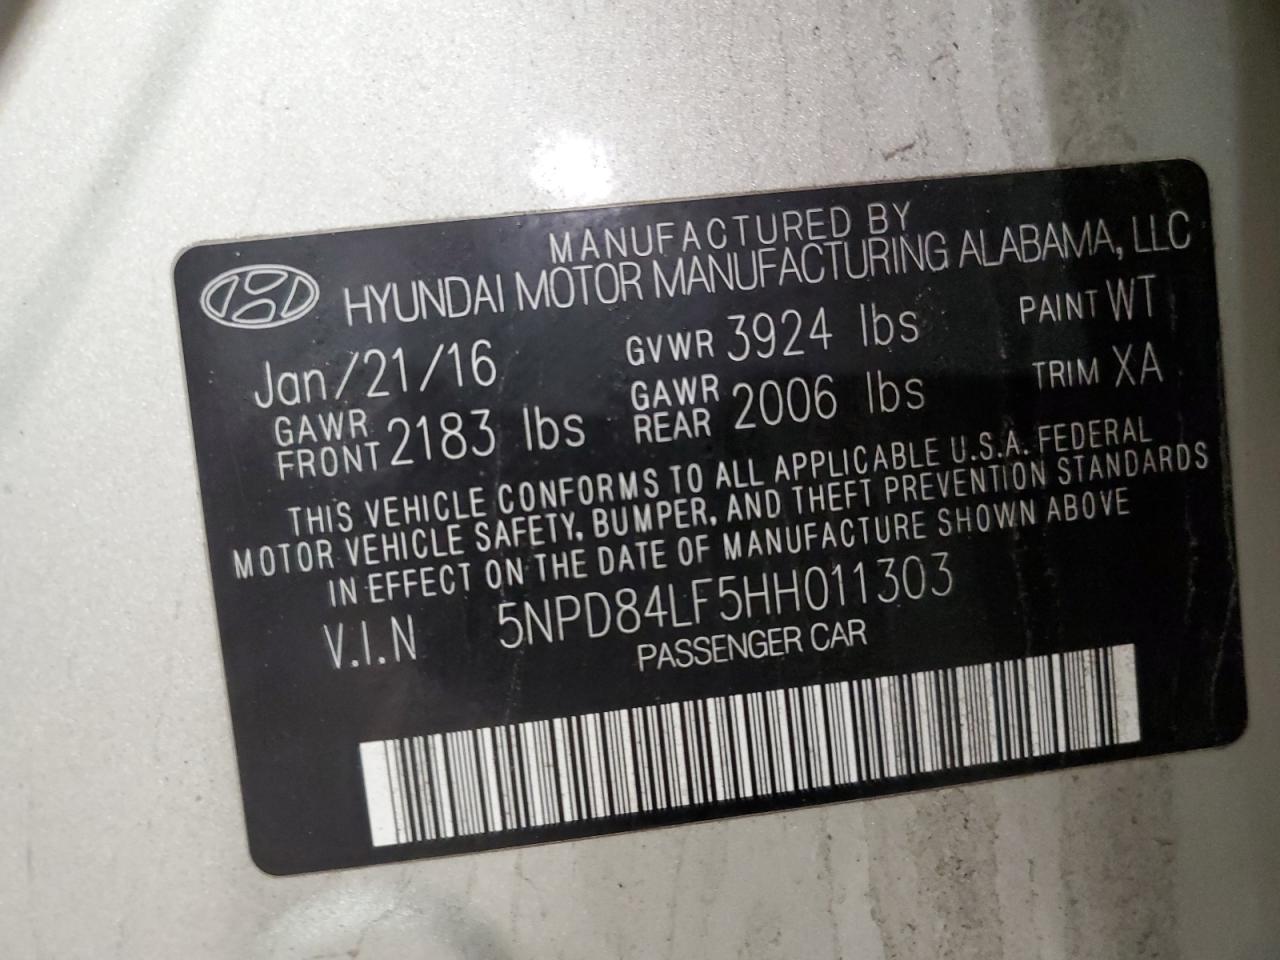 MANUFACTURED BY
HYUNDAI MOTOR MANUFACTURING ALABAMA, LLC
Jan/21/16 GVWR 3924 lbs PAINT WT
GAWR FRONT 2183 lbs GAWR REAR 2006 lbs TRIM XA
THIS VEHICLE CONFORMS TO ALL APPLICABLE U.S.A. FEDERAL
MOTOR VEHICLE SAFETY, BUMPER, AND THEFT PREVENTION STANDARDS
IN EFFECT ON THE DATE OF MANUFACTURE SHOWN ABOVE
V.I.N 5NPD84LF5HH011303
PASSENGER CAR